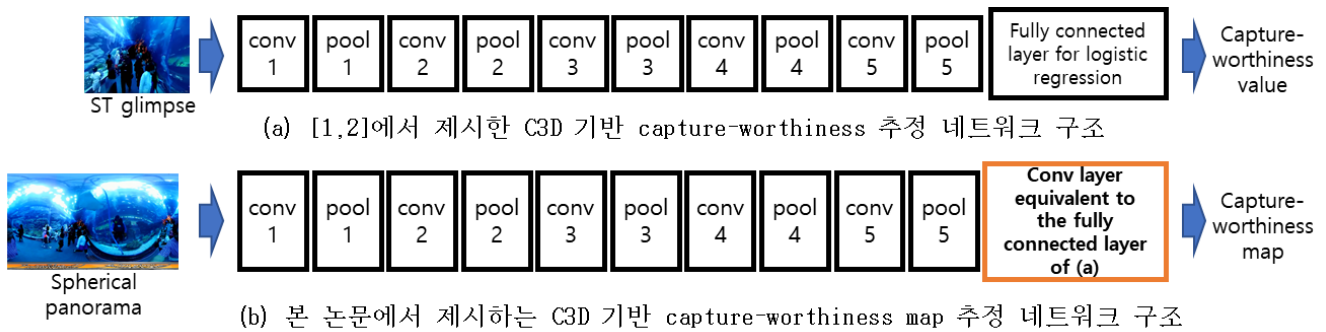 conv 1
pool 1
conv 2
pool 2
conv 3
pool 3
conv 4
pool 4
conv 5
pool 5
Fully connected
layer for logistic
regression
Capture-
worthiness
value
ST glimpse
(a) [1,2]에서 제시한 C3D 기반 capture-worthiness 추정 네트워크 구조
conv 1
pool 1
conv 2
pool 2
conv 3
pool 3
conv 4
pool 4
conv 5
pool 5
Conv layer
equivalent to
the fully
connected layer
of (a)
Capture-
worthiness
map
Spherical
panorama
(b) 본 논문에서 제시하는 C3D 기반 capture-worthiness map 추정 네트워크 구조